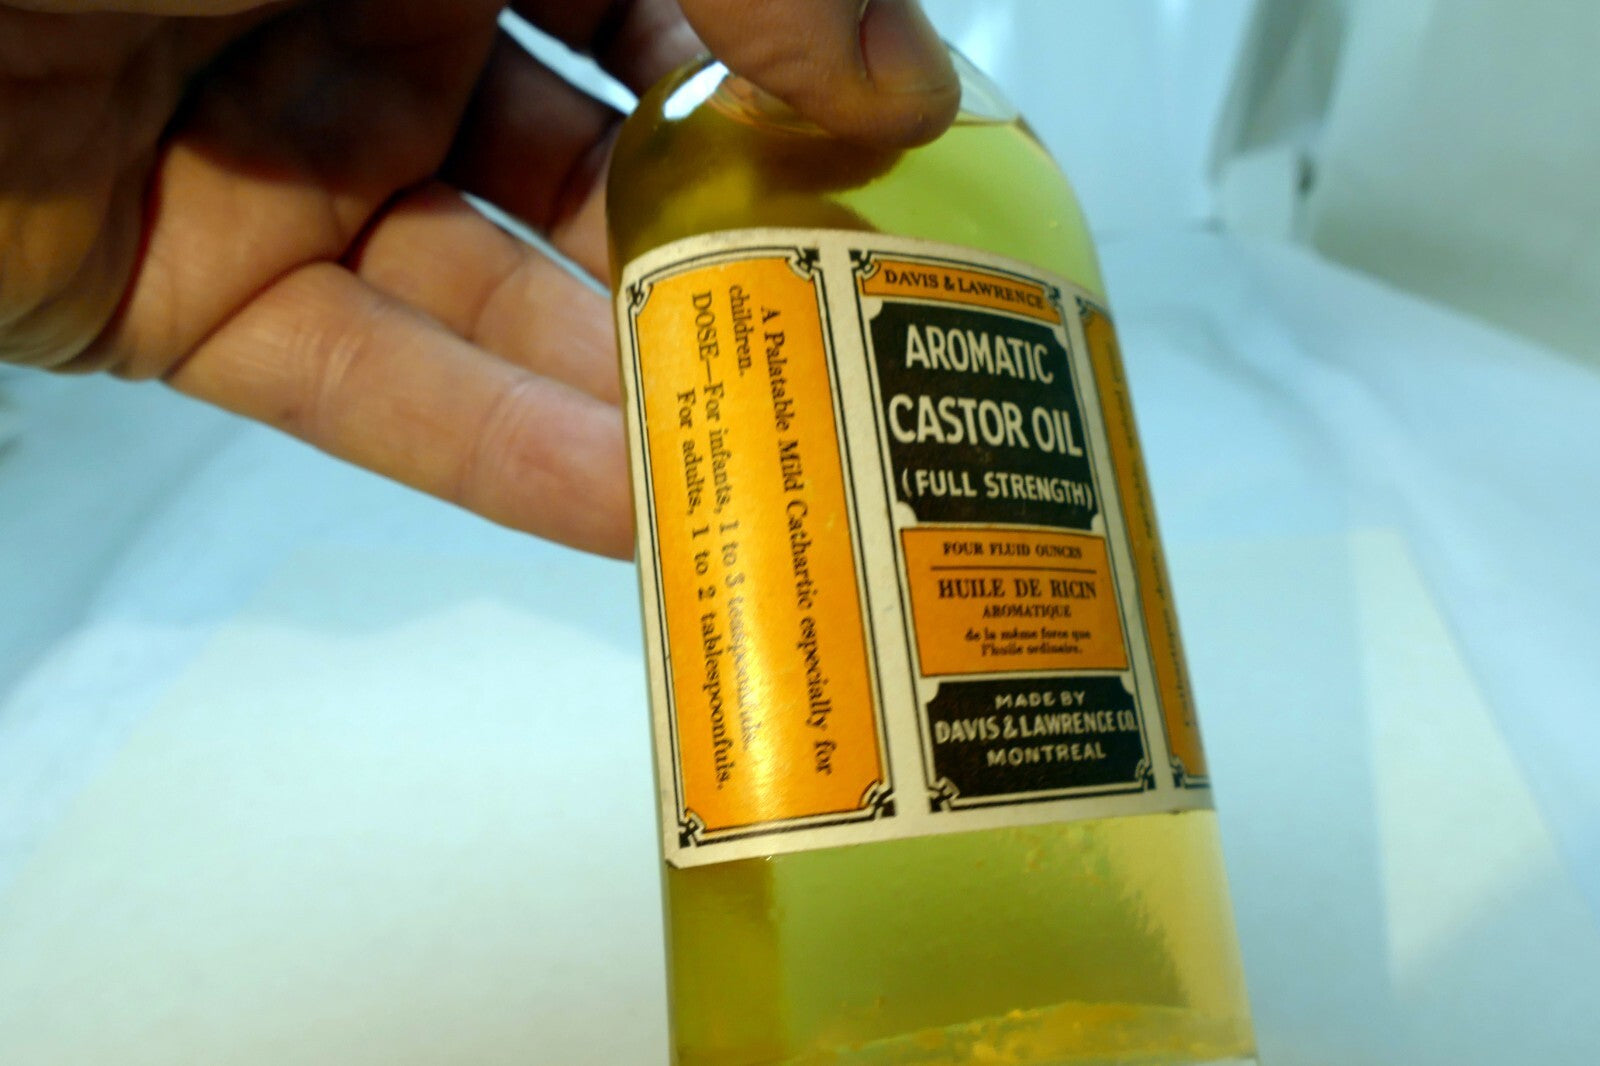 A Palatable Mild Cathartic especially for
children.
DOSE—For infants, 1 to 3 teaspoonfuls.
For adults, 1 to 2 tablespoonfuls.
DAVIS & LAWRENCE
AROMATIC
CASTOR OIL
(FULL STRENGTH)
FOUR FLUID OUNCES
HUILE DE RICIN
AROMATIQUE
de la même force que
l'huile ordinaire.
MADE BY
DAVIS & LAWRENCE CO.
MONTREAL